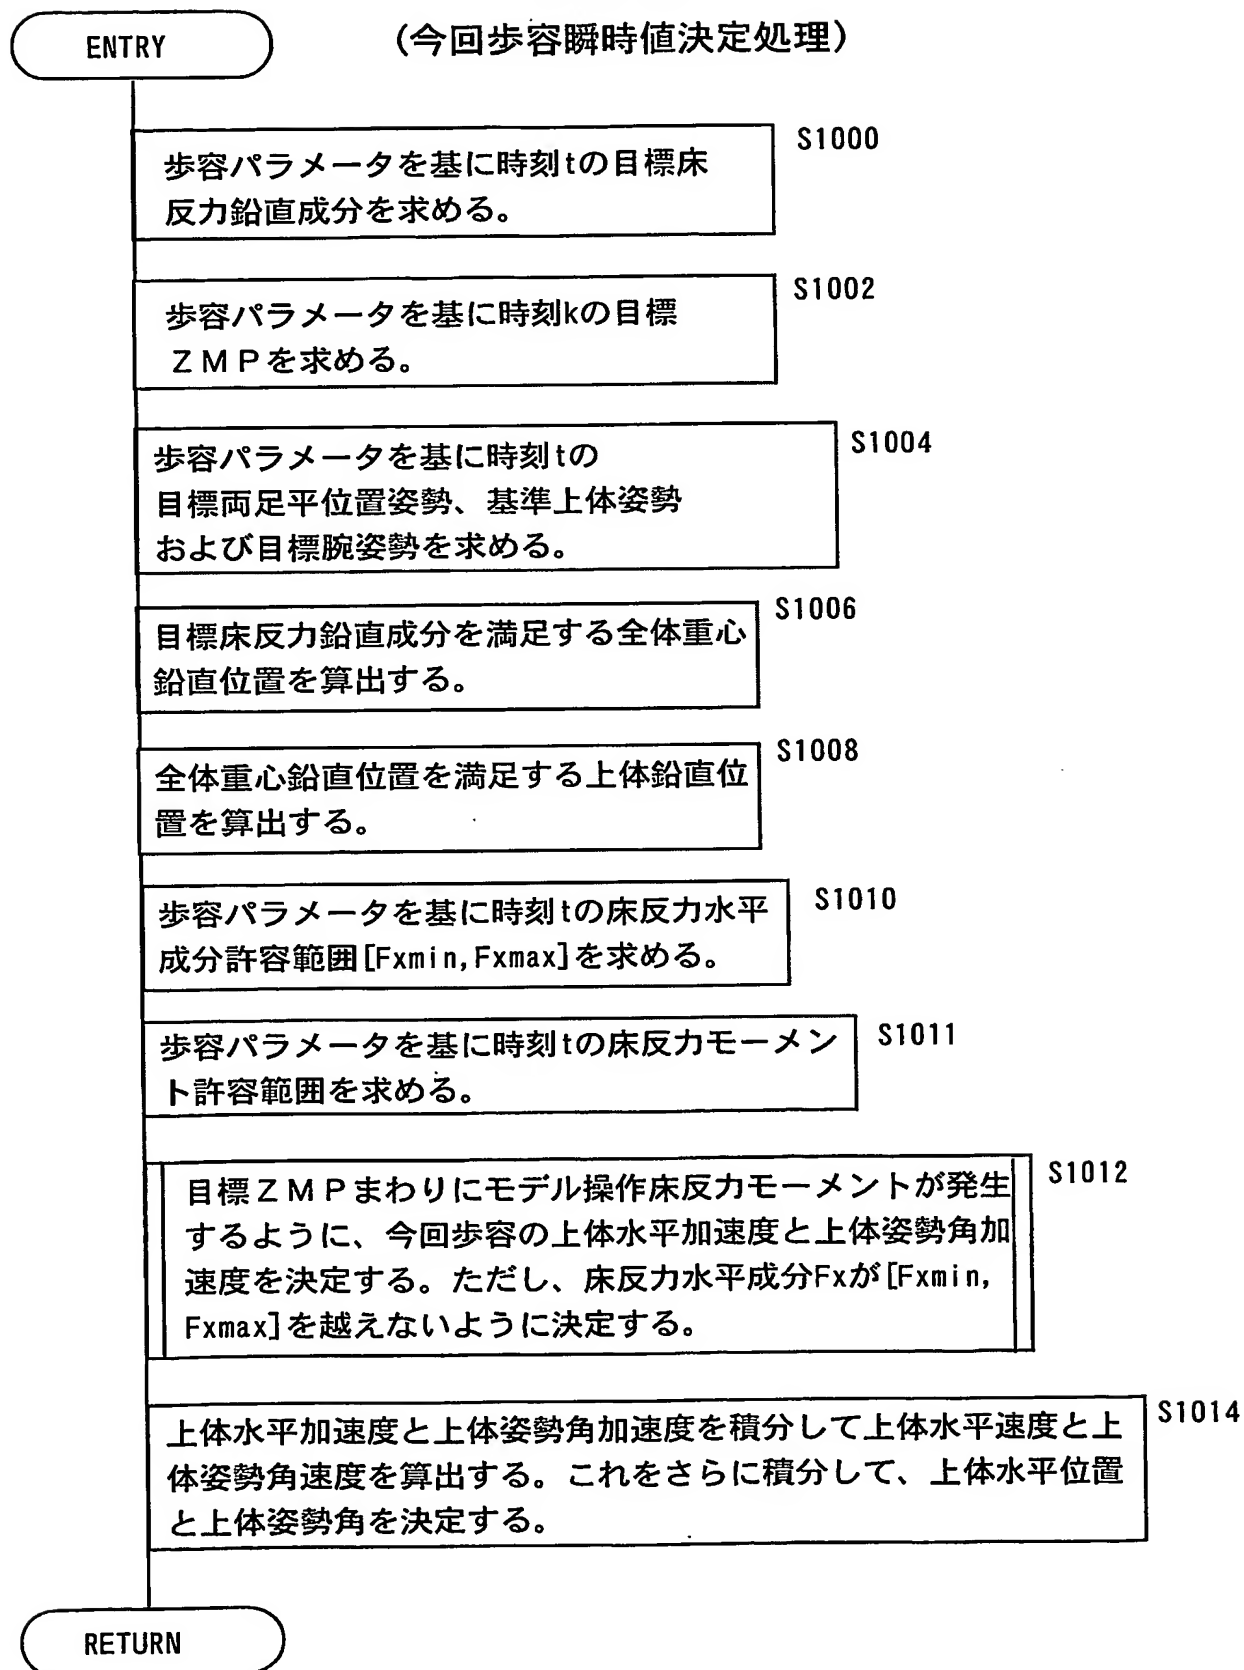 ENTRY
(今回歩容瞬時値決定処理)
S1000
歩容パラメータを基に時刻tの目標床
反力鉛直成分を求める。
S1002
歩容パラメータを基に時刻kの目標
ZMPを求める。
S1004
歩容パラメータを基に時刻tの
目標両足平位置姿勢、基準上体姿勢
および目標腕姿勢を求める。
S1006
目標床反力鉛直成分を満足する全体重心
鉛直位置を算出する。
S1008
全体重心鉛直位置を満足する上体鉛直位
置を算出する。
S1010
歩容パラメータを基に時刻tの床反力水平
成分許容範囲[Fxmin,Fxmax]を求める。
S1011
歩容パラメータを基に時刻tの床反力モーメン
ト許容範囲を求める。
S1012
目標ZMPまわりにモデル操作床反力モーメントが発生
するように、今回歩容の上体水平加速度と上体姿勢角加
速度を決定する。ただし、床反力水平成分Fxが[Fxmin,
Fxmax]を越えないように決定する。
S1014
上体水平加速度と上体姿勢角加速度を積分して上体水平速度と上
体姿勢角速度を算出する。これをさらに積分して、上体水平位置
と上体姿勢角を決定する。
RETURN